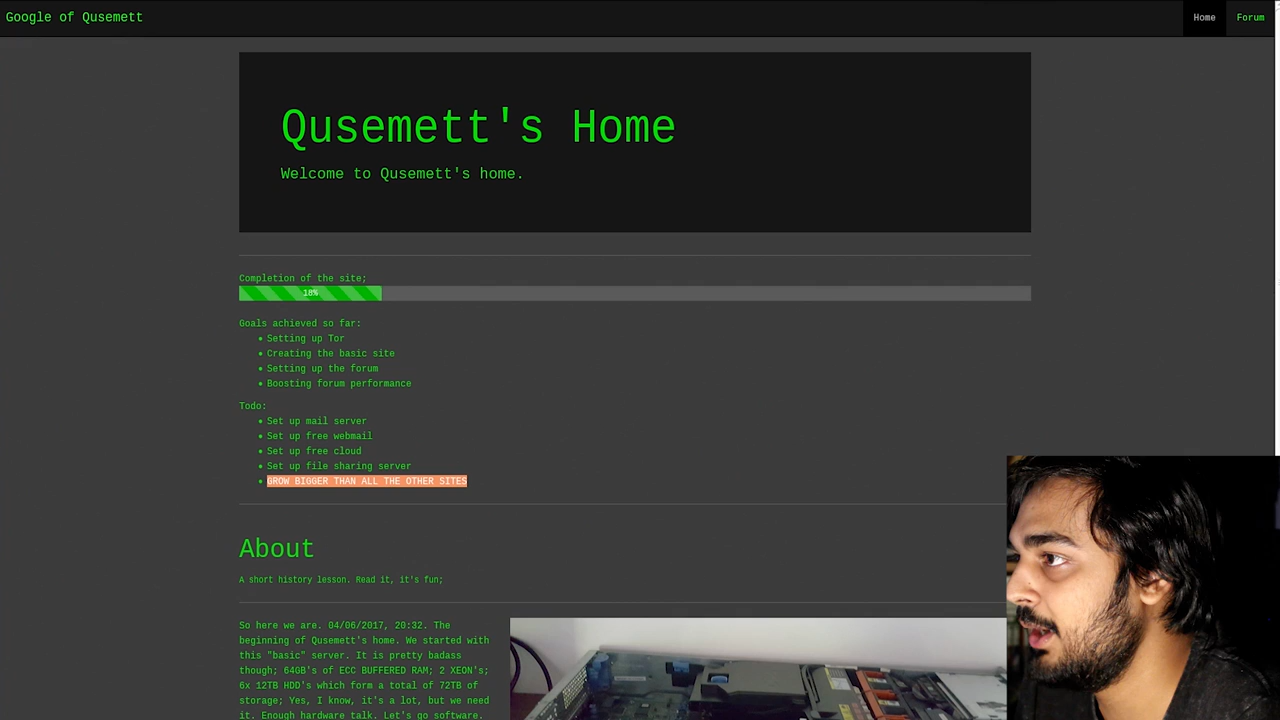 Google of Qusemett
Home
Forum
Qusemett's Home
Welcome to Qusemett's home.
Completion of the site;
18%
Goals achieved so far:
• Setting up Tor
• Creating the basic site
• Setting up the forum
• Boosting forum performance
Todo:
• Set up mail server
• Set up free webmail
• Set up free cloud
• Set up file sharing server
• GROW BIGGER THAN ALL THE OTHER SITES
About
A short history lesson. Read it, it's fun;
So here we are. 04/06/2017, 20:32. The
beginning of Qusemett's home. We started with
this "basic" server. It is pretty badass
though; 64GB's of ECC BUFFERED RAM; 2 XEON's;
6x 12TB HDD's which form a total of 72TB of
storage; Yes, I know, it's a lot, but we need
it. Enough hardware talk. Let's go software.